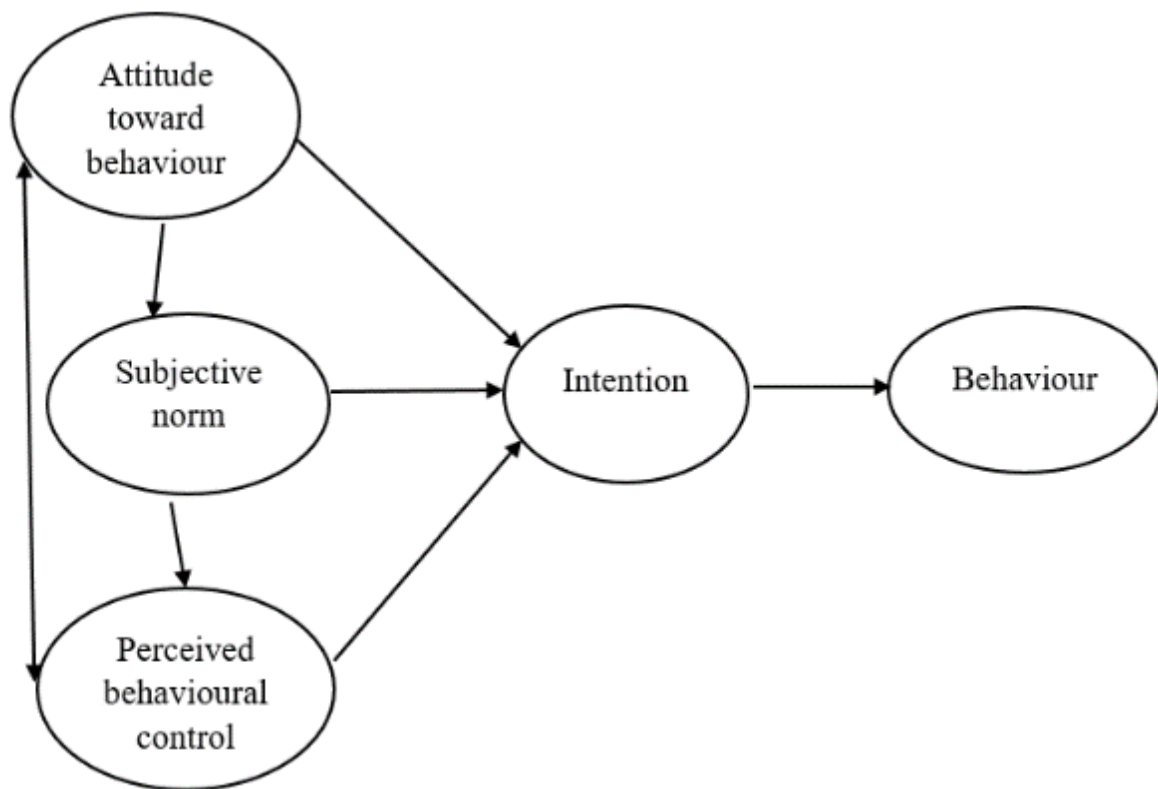 Attitude
toward
behaviour
Subjective
norm
Perceived
behavioural
control
Intention
Behaviour